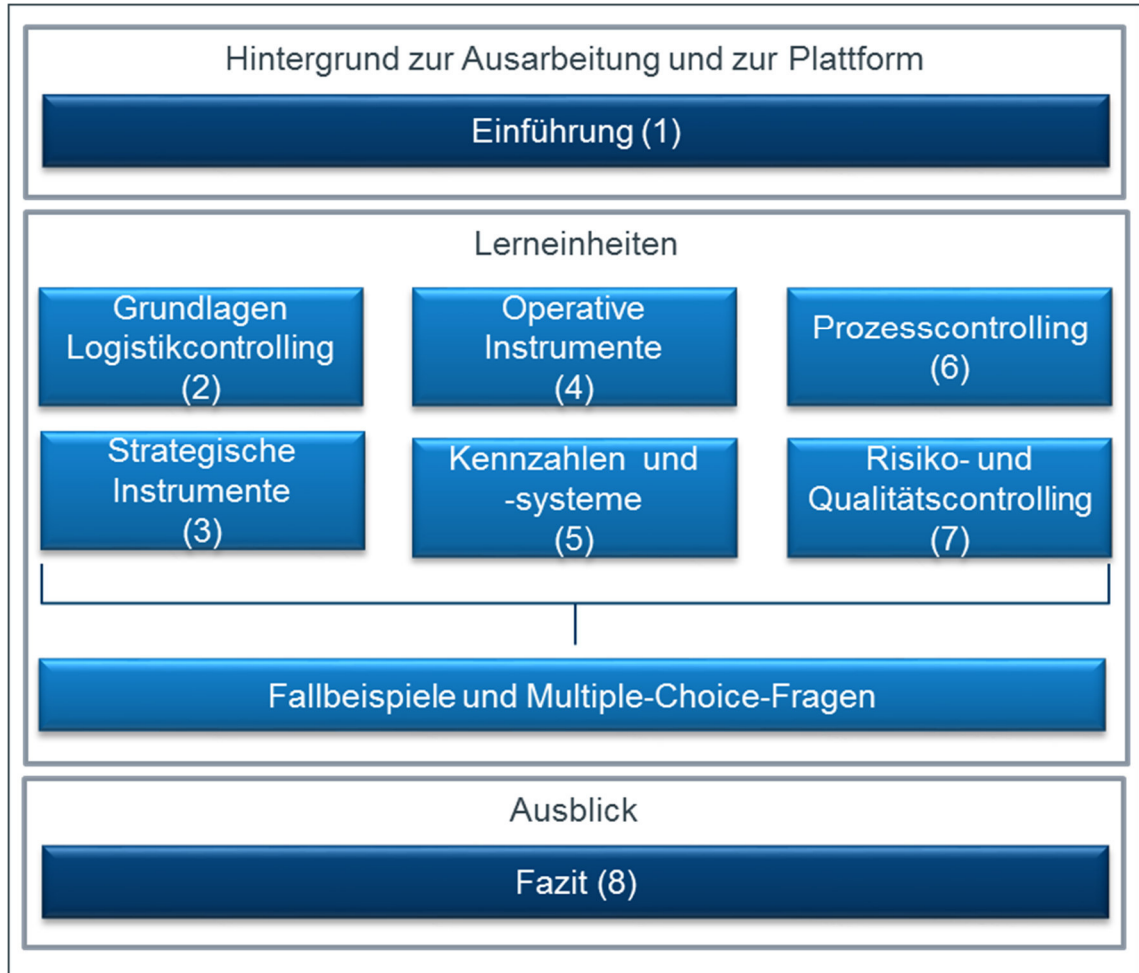 Hintergrund zur Ausarbeitung und zur Plattform
Einführung (1)
Lerneinheiten
Grundlagen
Logistikcontrolling
(2)
Operative
Instrumente
(4)
Prozesscontrolling
(6)
Strategische
Instrumente
(3)
Kennzahlen und
-systeme
(5)
Risiko- und
Qualitätscontrolling
(7)
Fallbeispiele und Multiple-Choice-Fragen
Ausblick
Fazit (8)